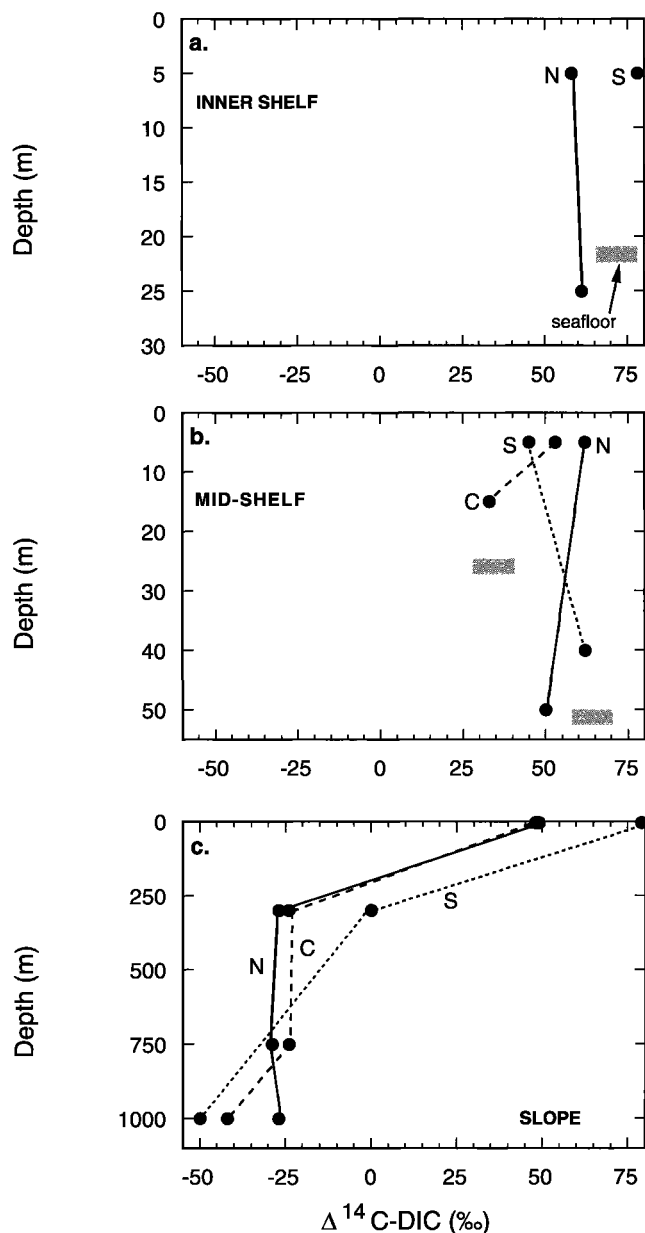 a.
0
5
10
15
20
25
30
Depth (m)
INNER SHELF
N
S
seafloor
-50 -25 0 25 50 75
b.
0
10
20
30
40
50
Depth (m)
MID-SHELF
S
N
C
-50 -25 0 25 50 75
c.
0
250
500
750
1000
Depth (m)
S
N
C
SLOPE
-50 -25 0 25 50 75
Δ 14 C-DIC (‰)